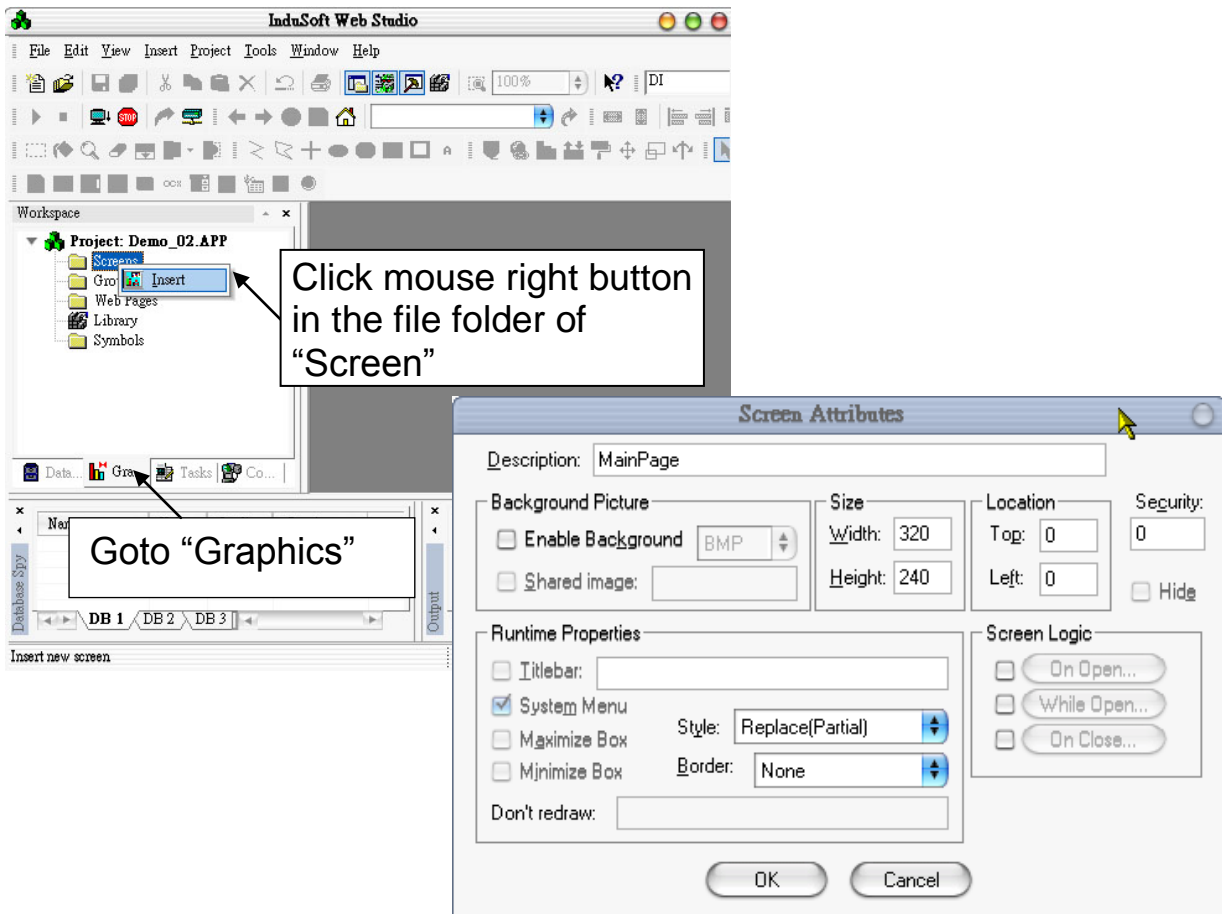 InduSoft Web Studio
File Edit View Insert Project Tools Window Help
100% DI
STOP
A OCX
Workspace
Project: Demo_02.APP
Screens
Insert
Web Pages
Library
Symbols
Click mouse right button
in the file folder of
“Screen”
Data... Tasks Co...
Goto “Graphics”
Database Spy
DB 1 DB 2 DB 3
Output
Insert new screen
Screen Attributes
Description: MainPage
Background Picture Size Location Security:
Enable Background BMP Width: 320 Top: 0 0
Shared image: Height: 240 Left: 0 Hide
Runtime Properties Screen Logic
Titlebar: On Open...
System Menu While Open...
Style: Replace(Partial)
Maximize Box On Close...
Minimize Box Border: None
Don't redraw:
OK Cancel